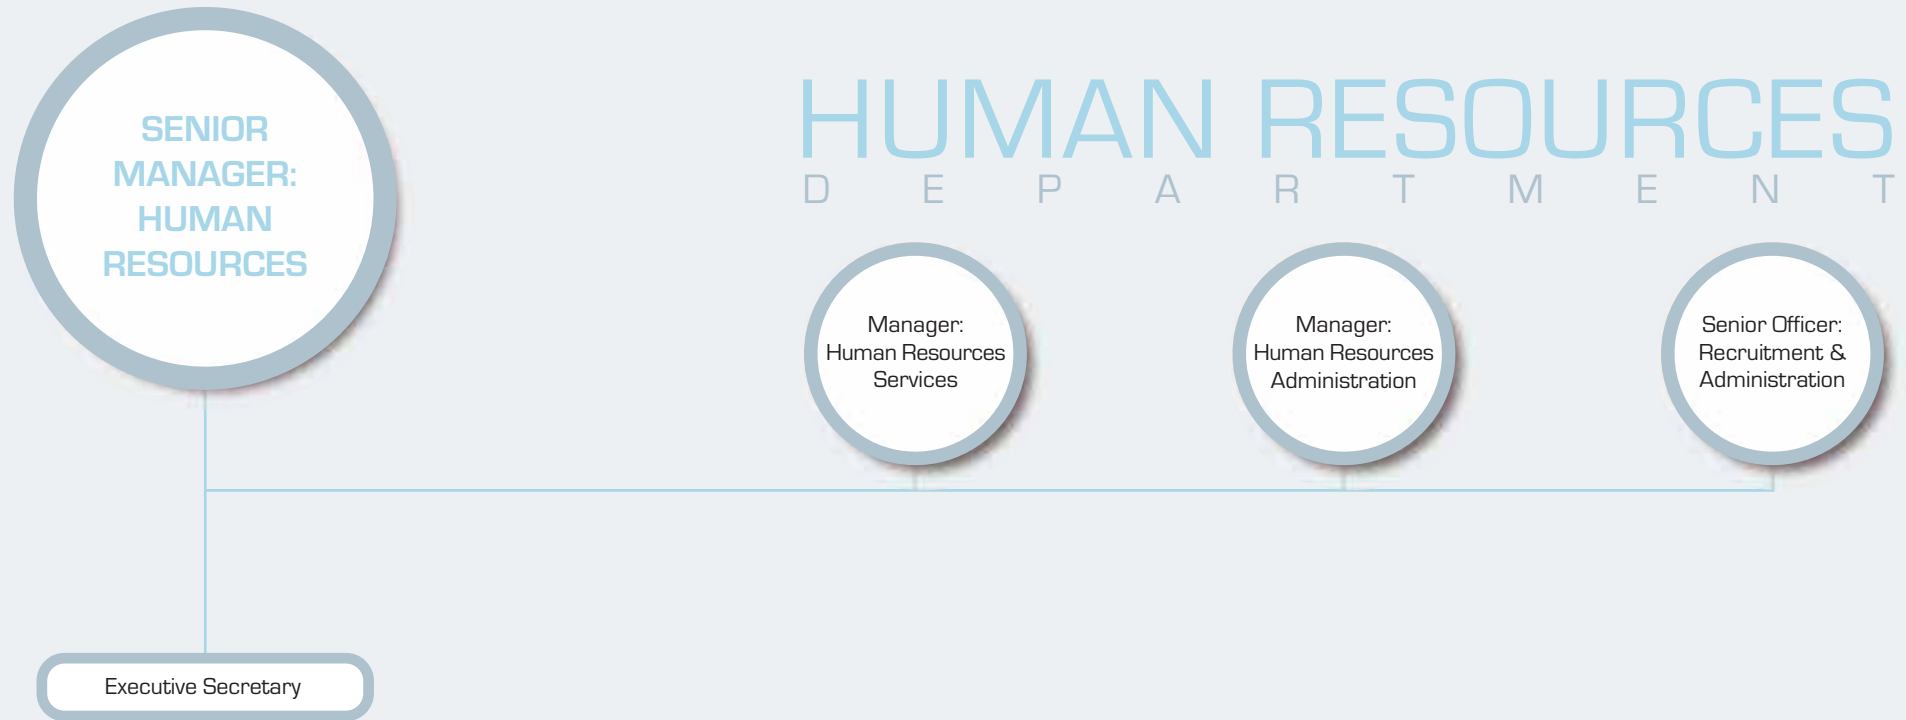 SENIOR
MANAGER:
HUMAN
RESOURCES
HUMAN RESOURCES
DEPARTMENT
Manager:
Human Resources
Services
Manager:
Human Resources
Administration
Senior Officer:
Recruitment &
Administration
Executive Secretary